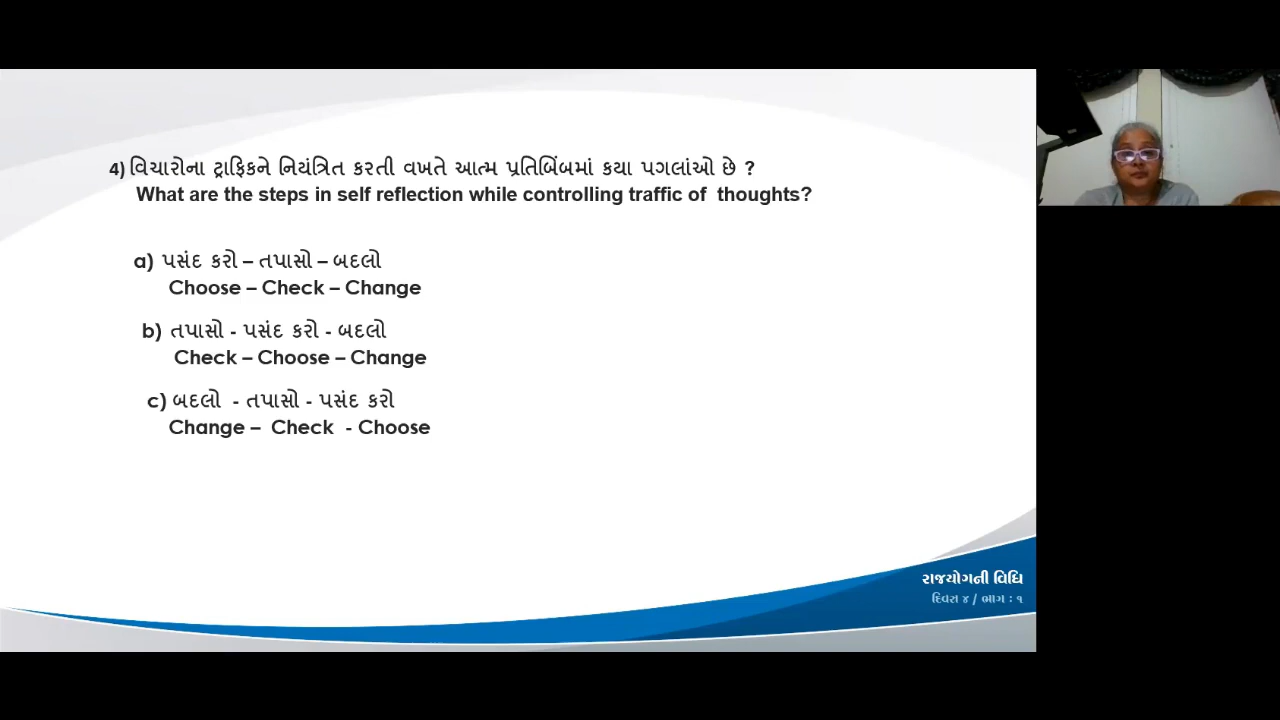 4) વિચારોના ટ્રાફિકને નિયંત્રિત કરતી વખતે આત્મ પ્રતિબિંબમાં કયા પગલાંઓ છે ?
What are the steps in self reflection while controlling traffic of thoughts?
a) પસંદ કરો – તપાસો – બદલો
Choose – Check – Change
b) તપાસો - પસંદ કરો - બદલો
Check – Choose – Change
c) બદલો - તપાસો - પસંદ કરો
Change – Check - Choose
રાજયોગની વિધિ
દિવસ ૪ / ભાગ : ૧